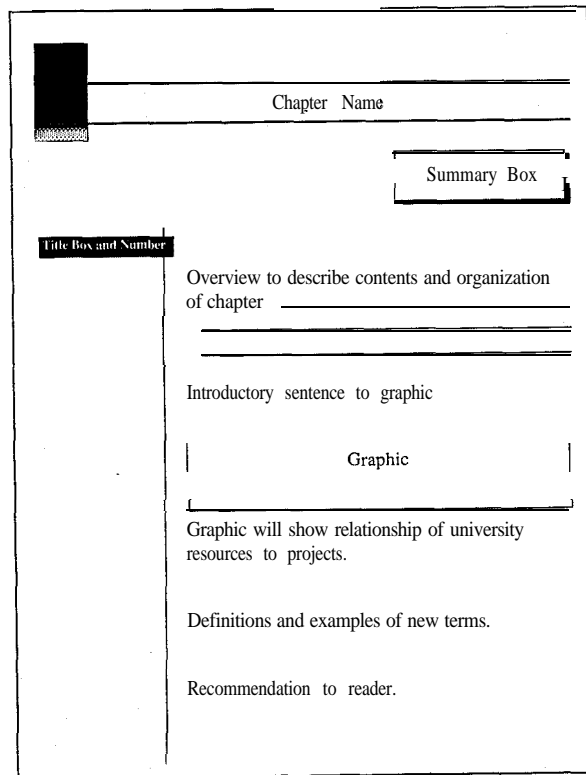 Chapter Name
Summary Box
Title Box and Number
Overview to describe contents and organization
of chapter
Introductory sentence to graphic
Graphic
Graphic will show relationship of university
resources to projects.
Definitions and examples of new terms.
Recommendation to reader.